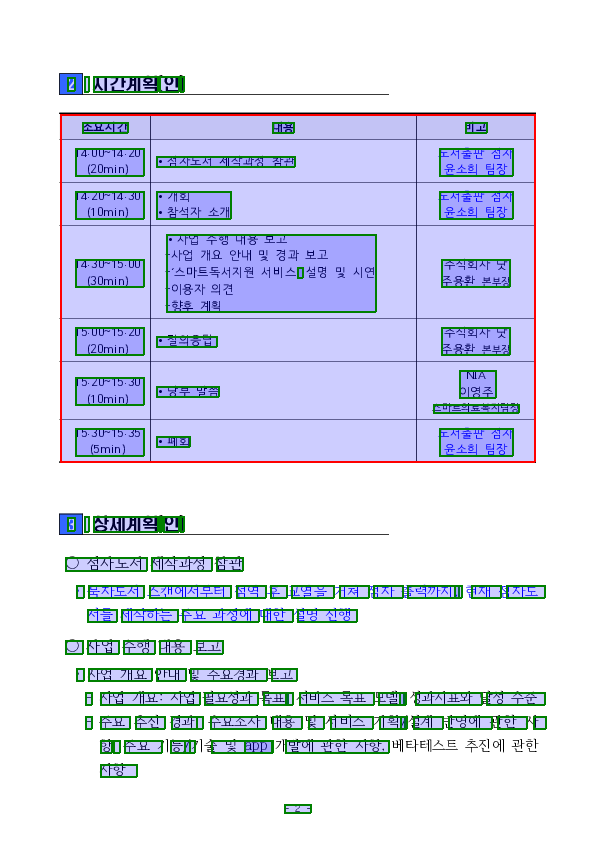 2 시간계획(안)
소요시간 내용 비고
14:00~14:20 (20min) • 점자도서 제작과정 참관 도서출판 점자 윤소희 팀장
14:20~14:30 (10min) • 개회 도서출판 점자
• 참석자 소개 윤소희 팀장
14:30~15:00 (30min) • 사업 수행 내용 보고 주식회사 닷 주용환 본부장
-사업 개요 안내 및 경과 보고
-'스마트독서지원 서비스' 설명 및 시연
-이용자 의견
-향후 계획
15:00~15:20 (20min) • 질의응답 주식회사 닷 주용환 본부장
15:20~15:30 (10min) • 당부 말씀 NIA 이영주 스마트의료복지팀장
15:30~15:35 (5min) • 폐회 도서출판 점자 윤소희 팀장
3 상세계획(안)
○ 점자도서 제작과정 참관
- 묵자도서 스캔에서부터 점역 후 교열을 거쳐 점자 출력까지, 현재 점자도
서를 제작하는 주요 과정에 대한 설명 진행
○ 사업 수행 내용 보고
- 사업 개요 안내 및 주요경과 보고
사업 개요: 사업 필요성과 목표, 서비스 목표 모델, 성과지표와 달성 수준
주요 추진 경과: 수요조사 내용 및 서비스 기획/설계 반영에 관한 사
항, 주요 기능/기술 및 app 개발에 관한 사항, 베타테스트 추진에 관한
사항
- 2 -